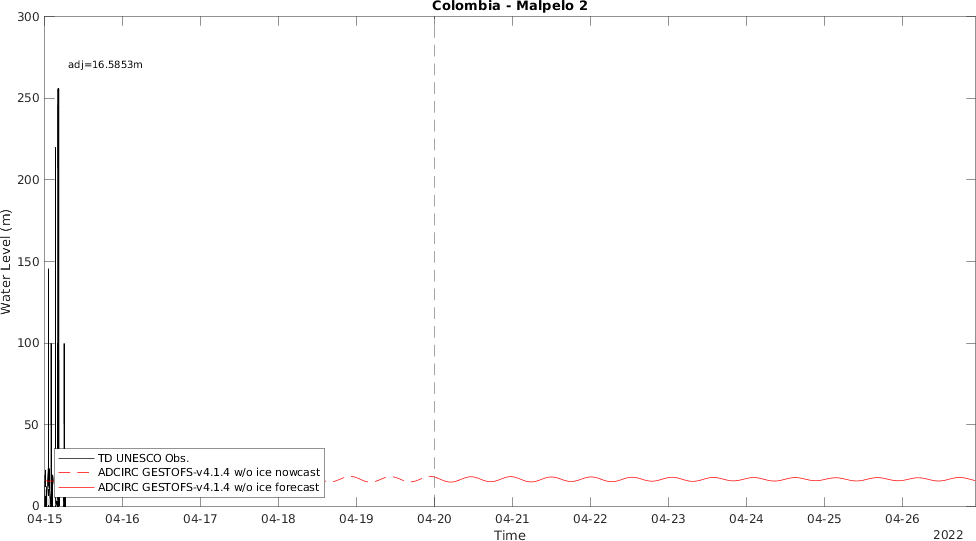 Colombia - Malpelo 2
300
adj=16.5853m
250
200
150
100
50
0
Water Level (m)
TD UNESCO Obs.
ADCIRC GESTOFS-v4.1.4 w/o ice nowcast
ADCIRC GESTOFS-v4.1.4 w/o ice forecast
04-15 04-16 04-17 04-18 04-19 04-20 04-21 04-22 04-23 04-24 04-25 04-26
Time
2022